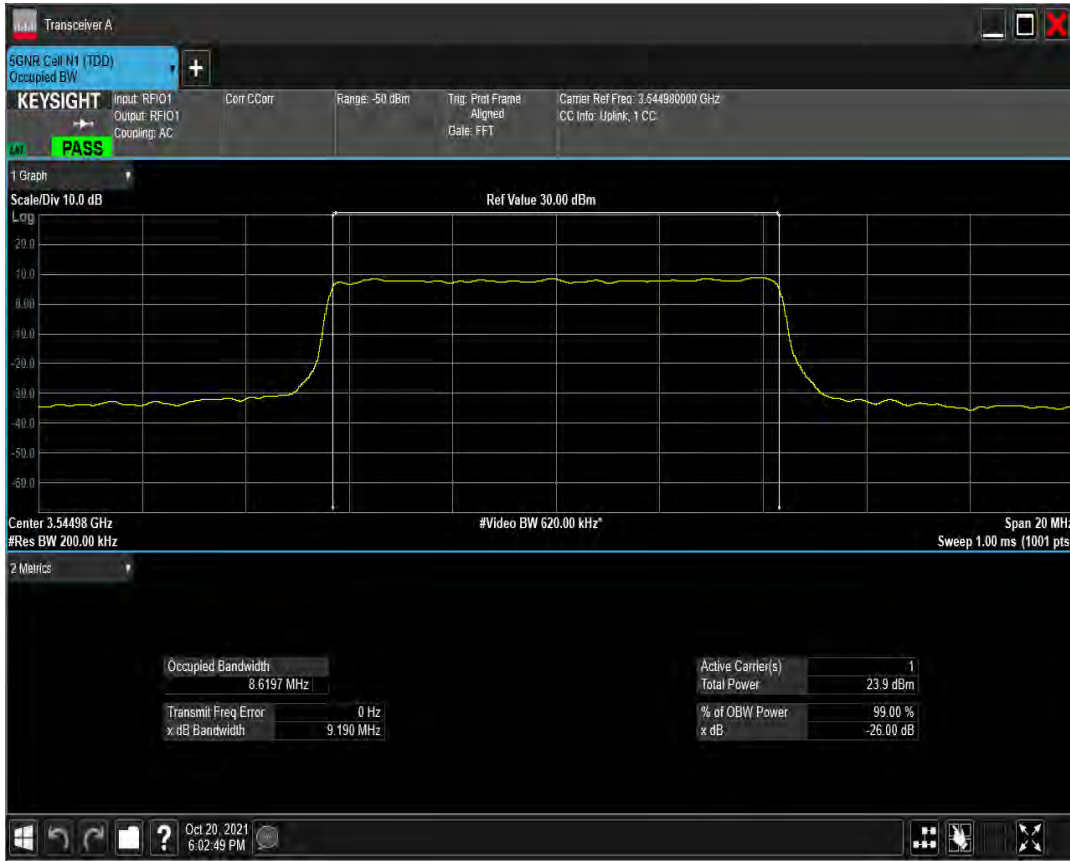 Transceiver A
5GNR Cell N1 (TDD)
Occupied BW
+
KEYSIGHT
PASS
Input: RFIO1
Output: RFIO1
Coupling: AC
Corr CCorr
Range: -50 dBm
Trig: Prot Frame
Aligned
Gate: FFT
Carrier Ref Freq: 3.544980000 GHz
CC Info: Uplink, 1 CC
1 Graph
Scale/Div 10.0 dB
Ref Value 30.00 dBm
Log
20.0
10.0
0.00
-10.0
-20.0
-30.0
-40.0
-50.0
-60.0
Center 3.54498 GHz
#Video BW 620.00 kHz*
Span 20 MHz
#Res BW 200.00 kHz
Sweep 1.00 ms (1001 pts
2 Metrics
Occupied Bandwidth
8.6197 MHz
Transmit Freq Error 0 Hz
x dB Bandwidth 9.190 MHz
Active Carrier(s) 1
Total Power 23.9 dBm
% of OBW Power 99.00 %
x dB -26.00 dB
?
Oct 20, 2021
6:02:49 PM